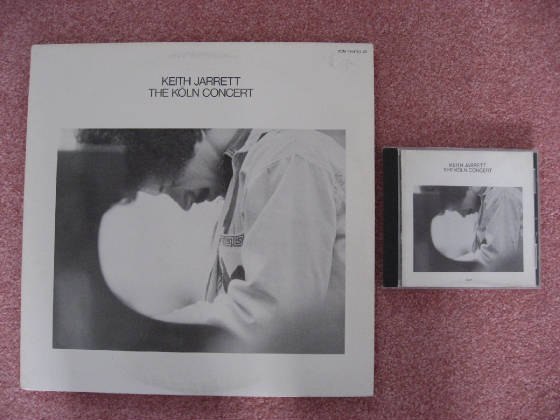 KEITH JARRETT
THE KÖLN CONCERT
KEITH JARRETT
THE KÖLN CONCERT